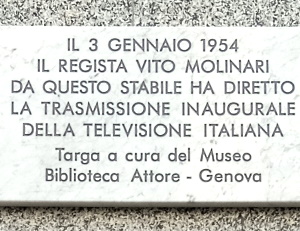 IL 3 GENNAIO 1954
IL REGISTA VITO MOLINARI
DA QUESTO STABILE HA DIRETTO
LA TRASMISSIONE INAUGURALE
DELLA TELEVISIONE ITALIANA
Targa a cura del Museo
Biblioteca Attore - Genova